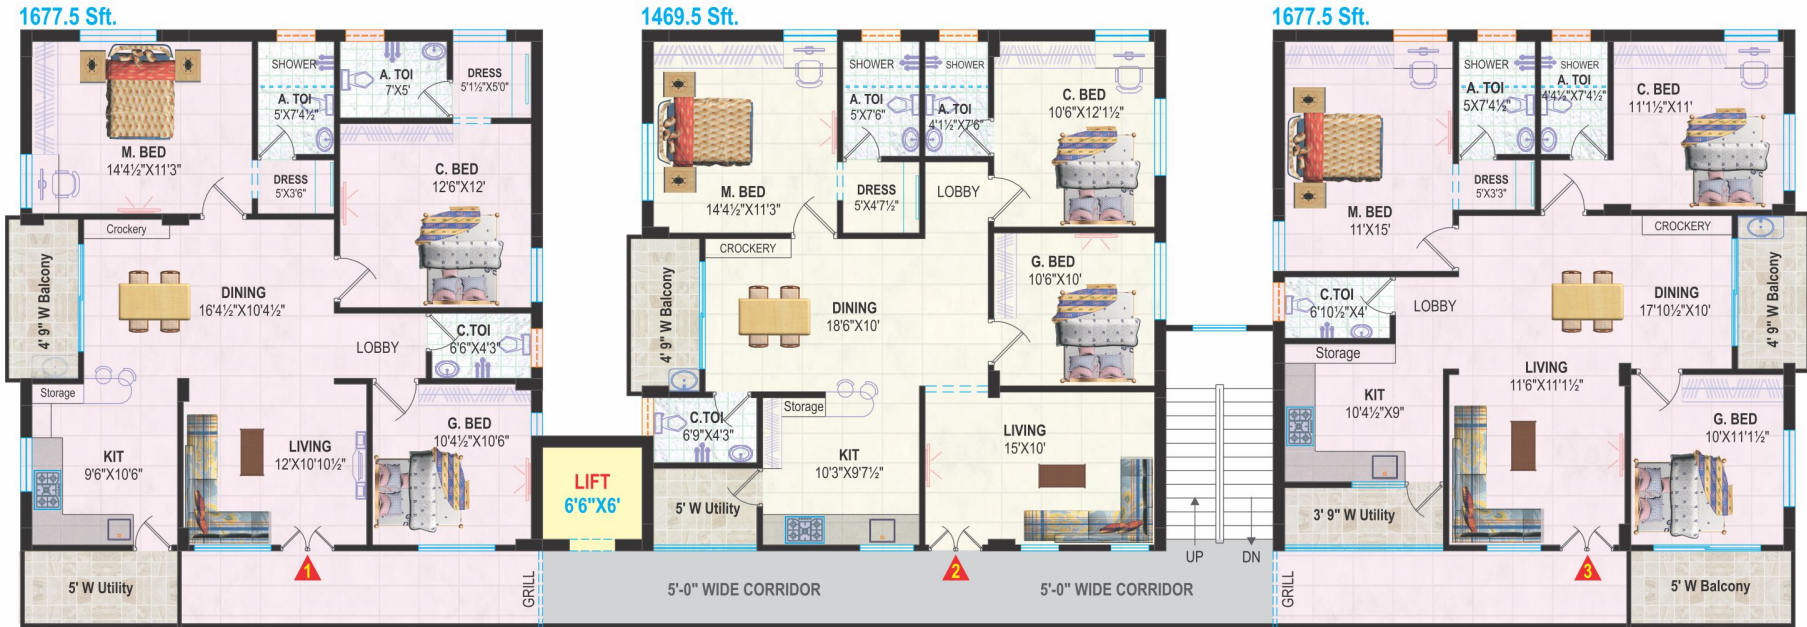 1677.5 Sft.
SHOWER
A. TOI
5'X7'4½"
A. TOI
7'X5'
DRESS
5'1½"X5'0"
M. BED
14'4½"X11'3"
DRESS
5'X3'6"
C. BED
12'6"X12'
Crockery
4' 9" W Balcony
DINING
16'4½"X10'4½"
LOBBY
C.TOI
6'6"X4'3"
Storage
KIT
9'6"X10'6"
LIVING
12'X10'10½"
G. BED
10'4½"X10'6"
5' W Utility
1
GRILL
LIFT
6'6"X6'
1469.5 Sft.
SHOWER
A. TOI
5'X7'6"
SHOWER
A. TOI
4'1½"X7'6"
C. BED
10'6"X12'1½"
M. BED
14'4½"X11'3"
DRESS
5'X4'7½"
LOBBY
CROCKERY
4' 9" W Balcony
DINING
18'6"X10'
G. BED
10'6"X10'
C.TOI
6'9"X4'3"
Storage
KIT
10'3"X9'7½"
LIVING
15'X10'
5' W Utility
2
UP
DN
5'-0" WIDE CORRIDOR
5'-0" WIDE CORRIDOR
1677.5 Sft.
SHOWER
A. TOI
5X7'4½"
SHOWER
A. TOI
4'4½"X7'4½"
C. BED
11'1½"X11'
DRESS
5'X3'3"
M. BED
11'X15'
CROCKERY
C.TOI
6'10½"X4'
LOBBY
DINING
17'10½"X10'
4' 9" W Balcony
Storage
KIT
10'4½"X9"
LIVING
11'6"X11'1½"
G. BED
10'X11'1½"
3' 9" W Utility
GRILL
3
5' W Balcony